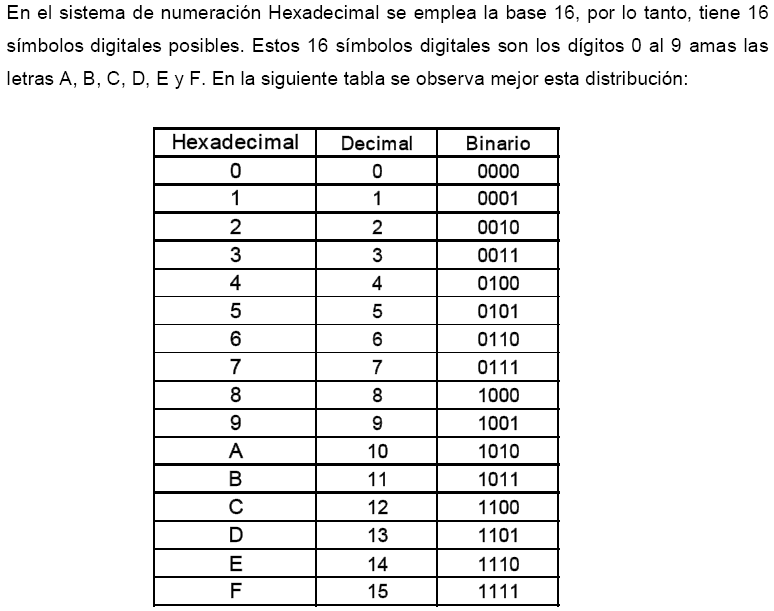 En el sistema de numeración Hexadecimal se emplea la base 16, por lo tanto, tiene 16
símbolos digitales posibles. Estos 16 símbolos digitales son los dígitos 0 al 9 amas las
letras A, B, C, D, E y F. En la siguiente tabla se observa mejor esta distribución:
Hexadecimal Decimal Binario
0 0 0000
1 1 0001
2 2 0010
3 3 0011
4 4 0100
5 5 0101
6 6 0110
7 7 0111
8 8 1000
9 9 1001
A 10 1010
B 11 1011
C 12 1100
D 13 1101
E 14 1110
F 15 1111